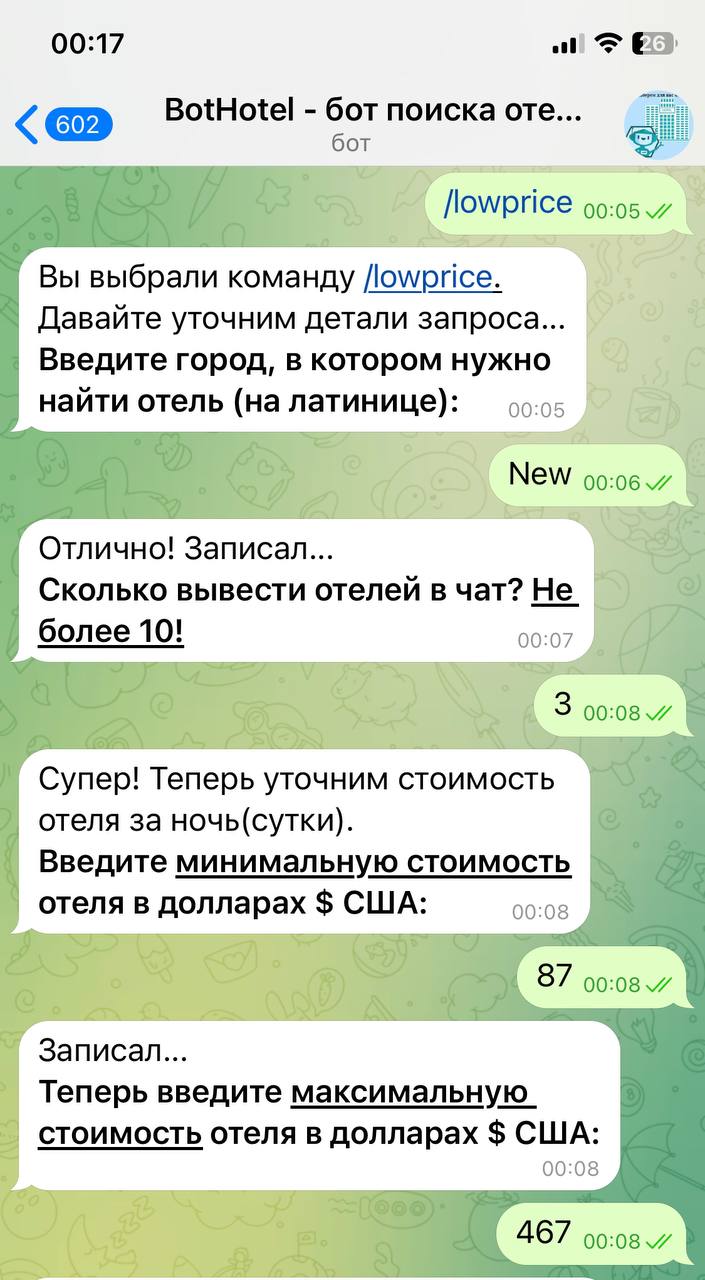 00:17
26
602
BotHotel - бот поиска оте...
бот
/lowprice 00:05
Вы выбрали команду /lowprice.
Давайте уточним детали запроса...
Введите город, в котором нужно
найти отель (на латинице):
00:05
New 00:06
Отлично! Записал...
Сколько вывести отелей в чат? Не
более 10!
00:07
3 00:08
Супер! Теперь уточним стоимость
отеля за ночь(сутки).
Введите минимальную стоимость
отеля в долларах $ США:
00:08
87 00:08
Записал...
Теперь введите максимальную
стоимость отеля в долларах $ США:
00:08
467 00:08